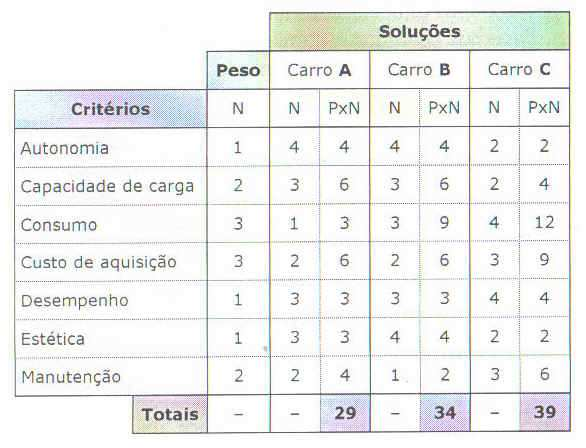 Soluções
Peso Carro A Carro B Carro C
Critérios N N PxN N PxN N PxN
Autonomia 1 4 4 4 4 2 2
Capacidade de carga 2 3 6 3 6 2 4
Consumo 3 1 3 3 9 4 12
Custo de aquisição 3 2 6 2 6 3 9
Desempenho 1 3 3 3 3 4 4
Estética 1 3 3 4 4 2 2
Manutenção 2 2 4 1 2 3 6
Totais – – 29 – 34 – 39